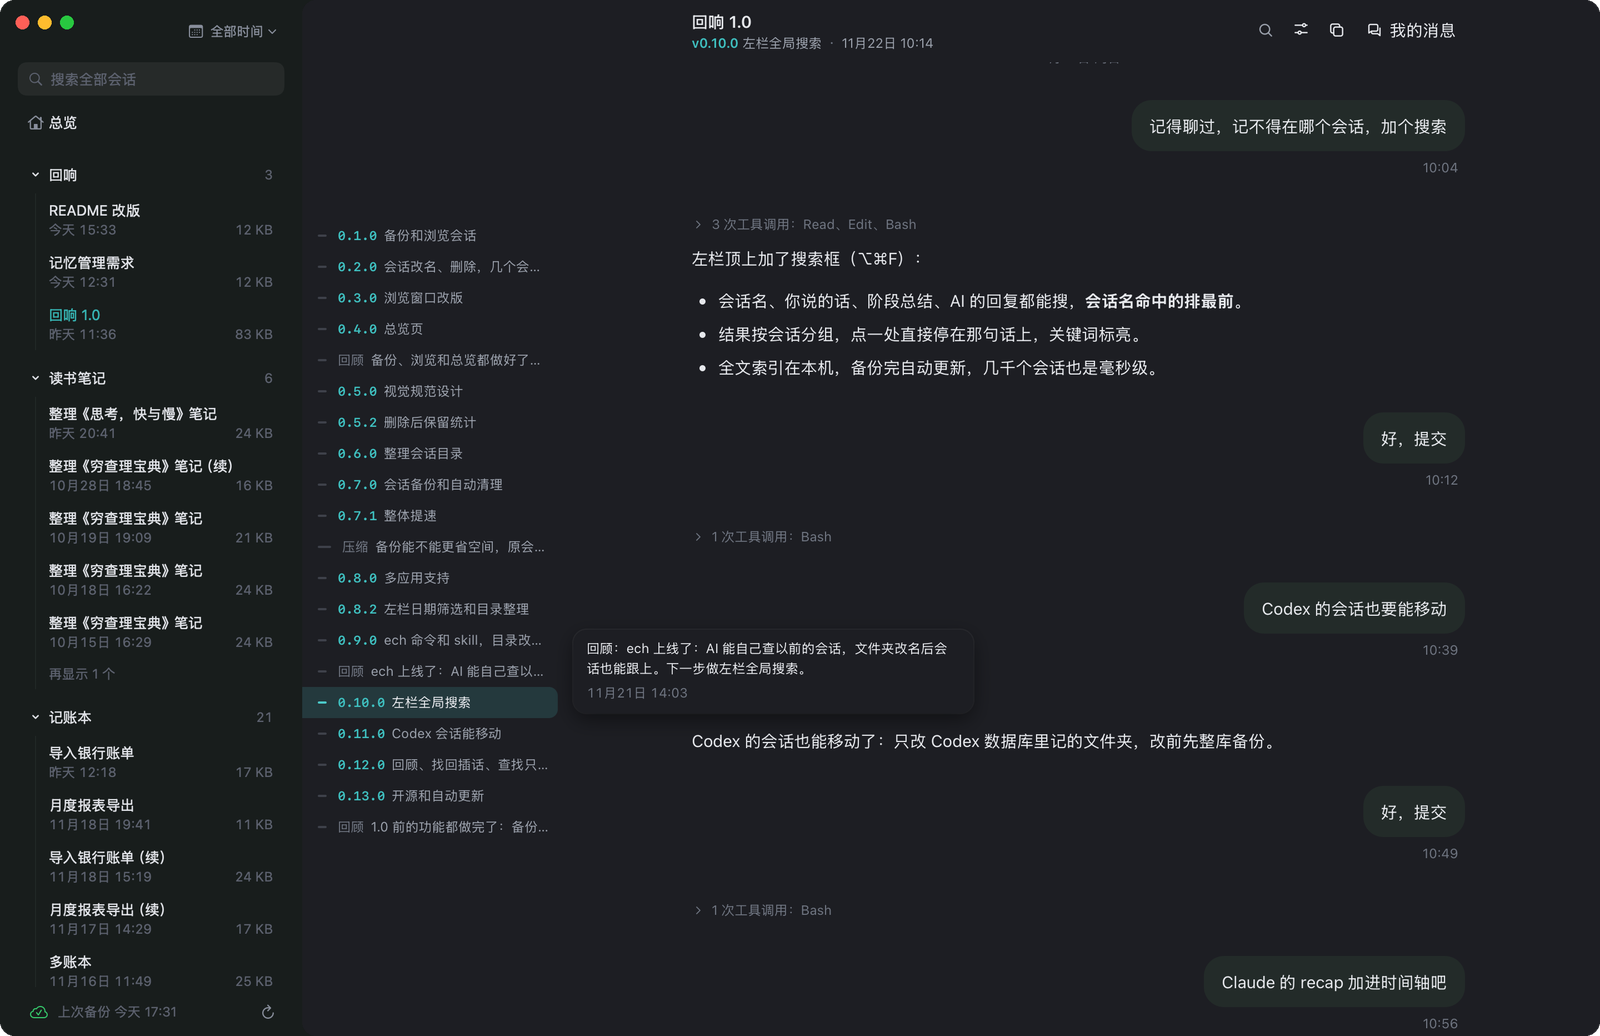 全部时间
搜索全部会话
总览
回响 3
README 改版
今天 15:33 12 KB
记忆管理需求
今天 12:31 12 KB
回响 1.0
昨天 11:36 83 KB
读书笔记 6
整理《思考，快与慢》笔记
昨天 20:41 24 KB
整理《穷查理宝典》笔记 (续)
10月28日 18:45 16 KB
整理《穷查理宝典》笔记
10月19日 19:09 21 KB
整理《穷查理宝典》笔记
10月18日 16:22 24 KB
整理《穷查理宝典》笔记
10月15日 16:29 24 KB
再显示 1 个
记账本 21
导入银行账单
昨天 12:18 17 KB
月度报表导出
11月18日 19:41 11 KB
导入银行账单 (续)
11月18日 15:19 24 KB
月度报表导出 (续)
11月17日 14:29 17 KB
多账本
11月16日 11:49 25 KB
上次备份 今天 17:31
0.1.0 备份和浏览会话
0.2.0 会话改名、删除，几个会...
0.3.0 浏览窗口改版
0.4.0 总览页
回顾 备份、浏览和总览都做好了...
0.5.0 视觉规范设计
0.5.2 删除后保留统计
0.6.0 整理会话目录
0.7.0 会话备份和自动清理
0.7.1 整体提速
压缩 备份能不能更省空间，原会...
0.8.0 多应用支持
0.8.2 左栏日期筛选和目录整理
0.9.0 ech 命令和 skill，目录改...
回顾 ech 上线了：AI 能自己查以...
0.10.0 左栏全局搜索
0.11.0 Codex 会话能移动
0.12.0 回顾、找回插话、查找只...
0.13.0 开源和自动更新
回顾 1.0 前的功能都做完了：备份...
回顾：ech 上线了：AI 能自己查以前的会话，文件夹改名后会
话也能跟上。下一步做左栏全局搜索。
11月21日 14:03
回响 1.0
v0.10.0 左栏全局搜索 · 11月22日 10:14
我的消息
记得聊过，记不得在哪个会话，加个搜索
10:04
3 次工具调用：Read、Edit、Bash
左栏顶上加了搜索框（⌥⌘F）：
• 会话名、你说的话、阶段总结、AI 的回复都能搜，会话名命中的排最前。
• 结果按会话分组，点一处直接停在那句话上，关键词标亮。
• 全文索引在本机，备份完自动更新，几千个会话也是毫秒级。
好，提交
10:12
1 次工具调用：Bash
Codex 的会话也要能移动
10:39
Codex 的会话也能移动了：只改 Codex 数据库里记的文件夹，改前先整库备份。
好，提交
10:49
1 次工具调用：Bash
Claude 的 recap 加进时间轴吧
10:56